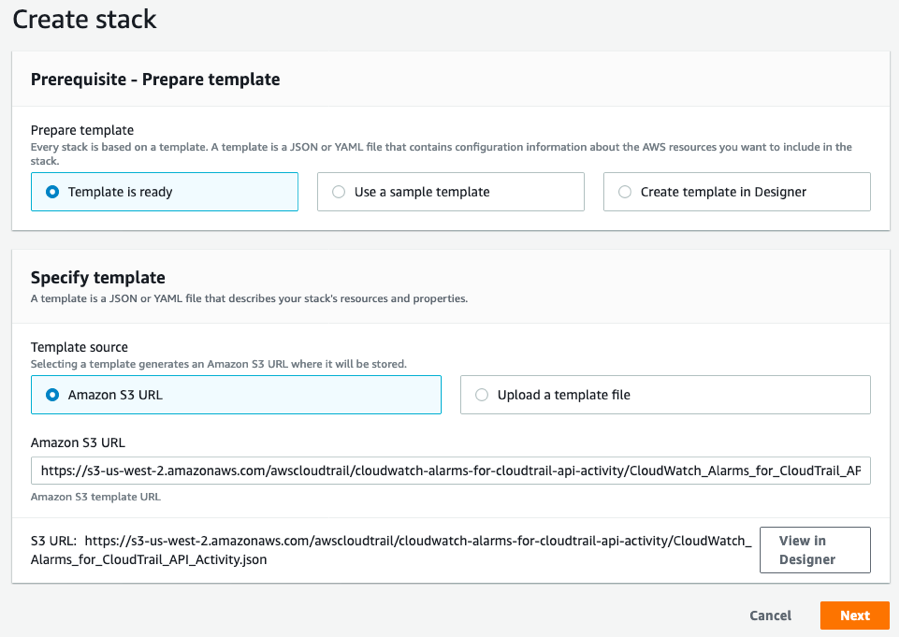 Create stack
Prerequisite - Prepare template
Prepare template
Every stack is based on a template. A template is a JSON or YAML file that contains configuration information about the AWS resources you want to include in the
stack.
Template is ready
Use a sample template
Create template in Designer
Specify template
A template is a JSON or YAML file that describes your stack's resources and properties.
Template source
Selecting a template generates an Amazon S3 URL where it will be stored.
Amazon S3 URL
Upload a template file
Amazon S3 URL
https://s3-us-west-2.amazonaws.com/awscloudtrail/cloudwatch-alarms-for-cloudtrail-api-activity/CloudWatch_Alarms_for_CloudTrail_AF
Amazon S3 template URL
S3 URL: https://s3-us-west-2.amazonaws.com/awscloudtrail/cloudwatch-alarms-for-cloudtrail-api-activity/CloudWatch_
Alarms_for_CloudTrail_API_Activity.json
View in
Designer
Cancel
Next